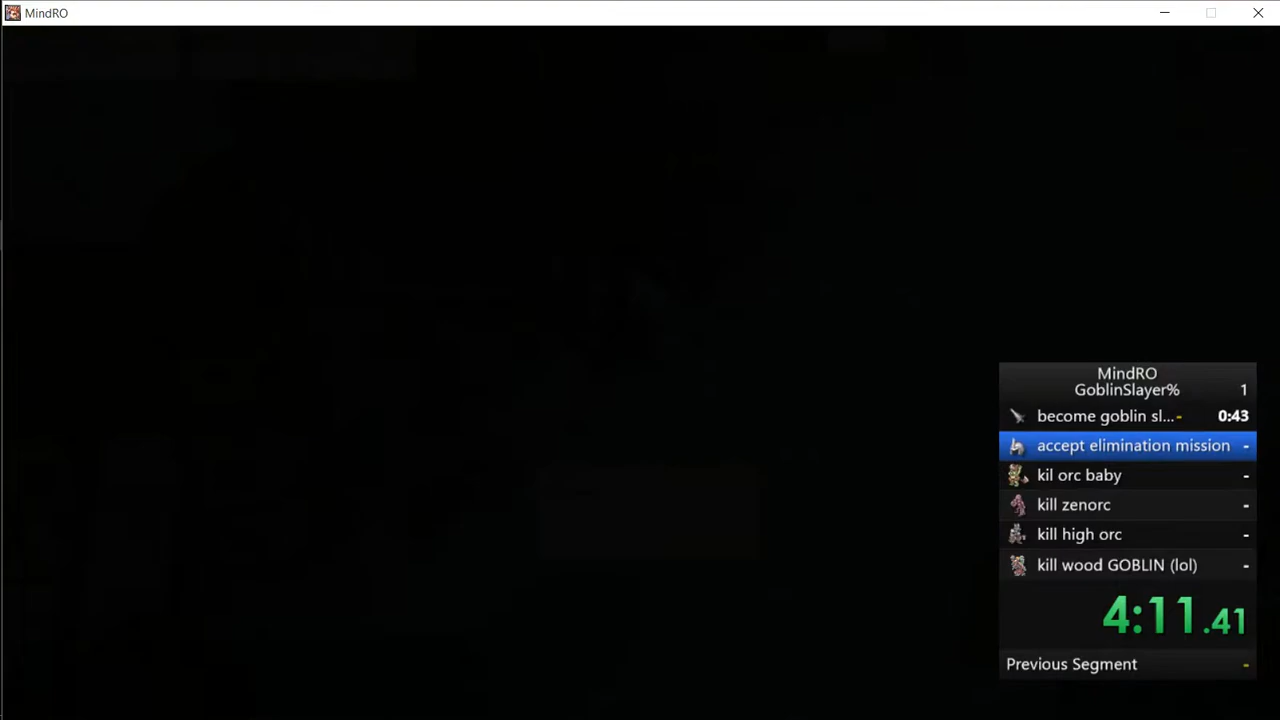 MindRO
MindRO
GoblinSlayer% 1
become goblin sl...- 0:43
accept elimination mission -
kil orc baby -
kill zenorc -
kill high orc -
kill wood GOBLIN (lol) -
4:11.41
Previous Segment -